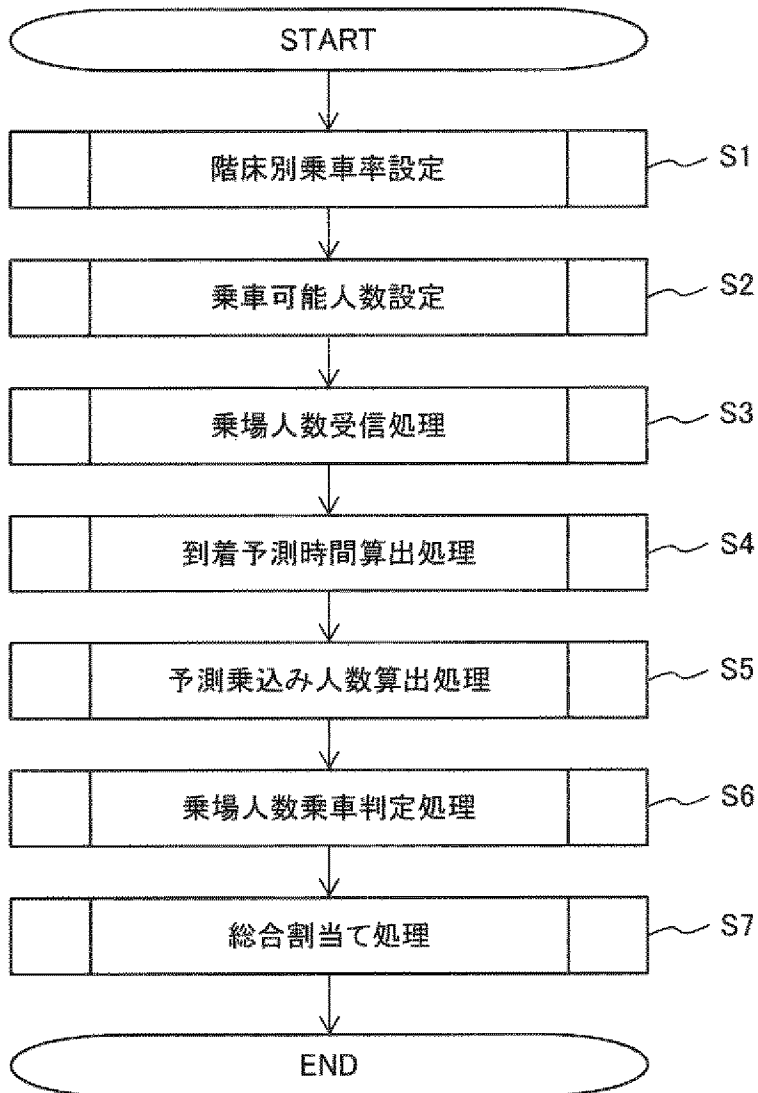 START
階床別乗車率設定
S1
乗車可能人数設定
S2
乗場人数受信処理
S3
到着予測時間算出処理
S4
予測乗込み人数算出処理
S5
乗場人数乗車判定処理
S6
総合割当て処理
S7
END